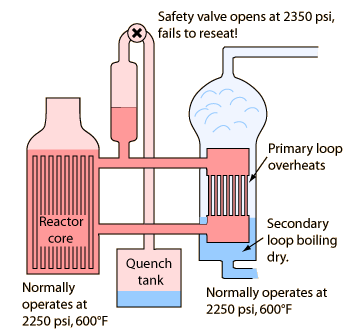 Safety valve opens at 2350 psi,
fails to reseat!
Primary loop
overheats
Reactor
core
Secondary
loop boiling
dry.
Quench
tank
Normally
operates at
2250 psi, 600°F
Normally operates at
2250 psi, 600°F